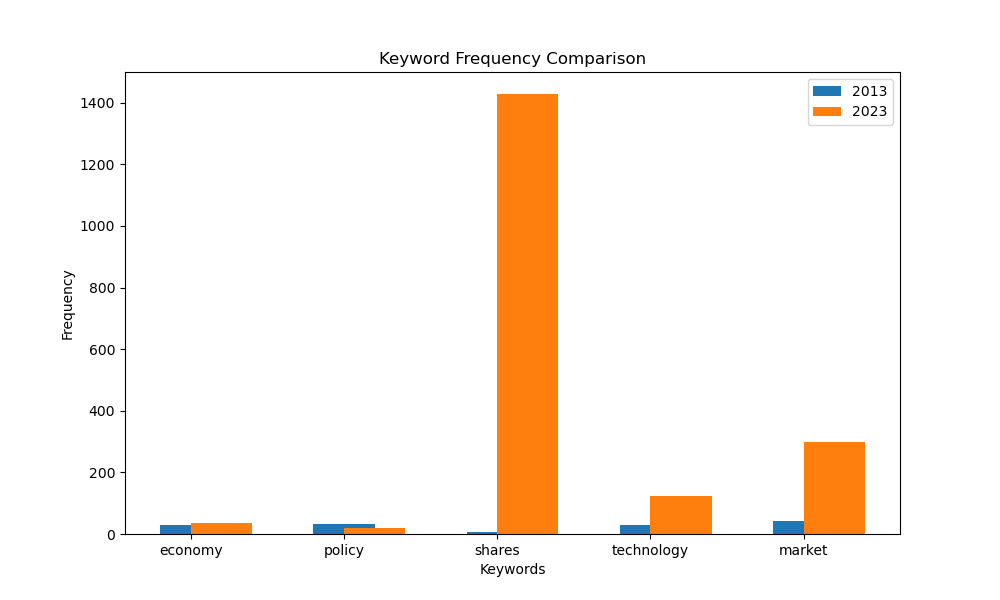 Keyword Frequency Comparison
2013
2023
1400
1200
1000
800
600
400
200
0
Frequency
economy policy shares technology market
Keywords